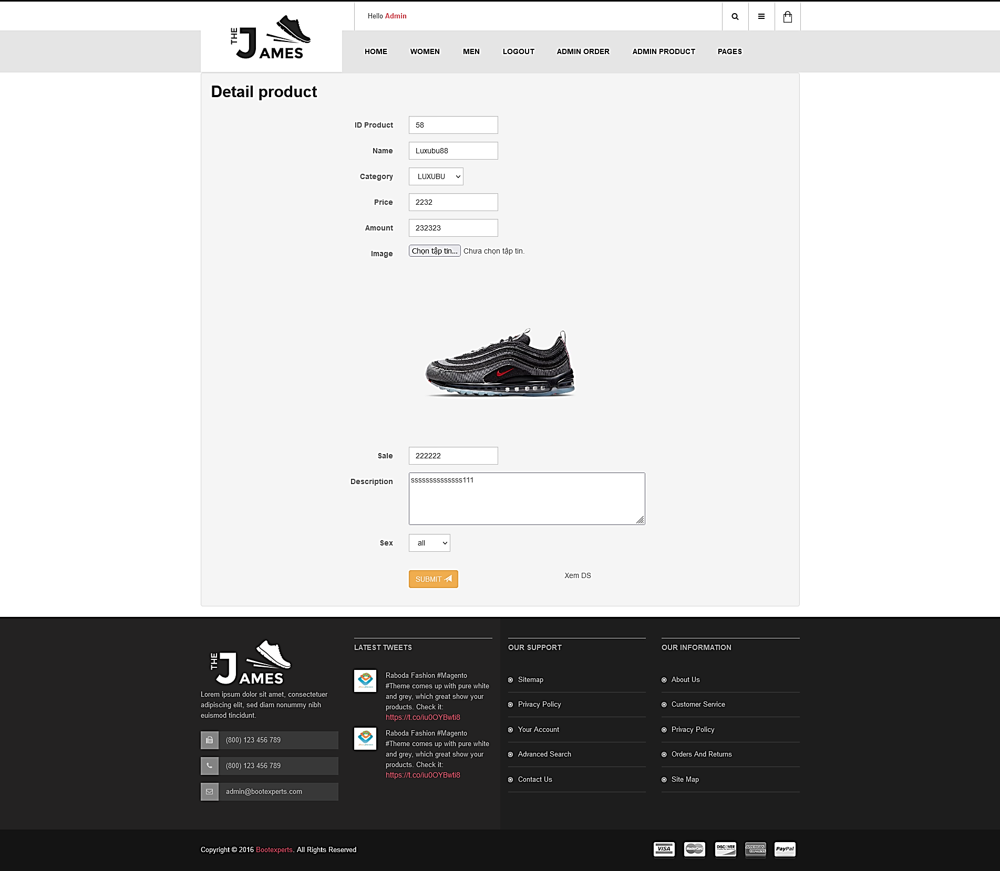 THE JAMES
Hello Admin
HOME WOMEN MEN LOGOUT ADMIN ORDER ADMIN PRODUCT PAGES
Detail product
ID Product 58
Name Luxubu88
Category LUXUBU
Price 2232
Amount 232323
Image Chọn tập tin... Chưa chọn tập tin.
Sale 222222
Description ssssssssssssss111
Sex all
SUBMIT Xem DS
THE JAMES
Lorem ipsum dolor sit amet, consectetuer
adipiscing elit, sed diam nonummy nibh
euismod tincidunt.
(800) 123 456 789
(800) 123 456 789
admin@bootexperts.com
LATEST TWEETS
Raboda Fashion #Magento
#Theme comes up with pure white
and grey, which great show your
products. Check it:
https://t.co/iu0OYBwti8
Raboda Fashion #Magento
#Theme comes up with pure white
and grey, which great show your
products. Check it:
https://t.co/iu0OYBwti8
OUR SUPPORT
Sitemap
Privacy Policy
Your Account
Advanced Search
Contact Us
OUR INFORMATION
About Us
Customer Service
Privacy Policy
Orders And Returns
Site Map
Copyright © 2016 Bootexperts. All Rights Reserved
VISA MasterCard DISCOVER AMERICAN EXPRESS PayPal